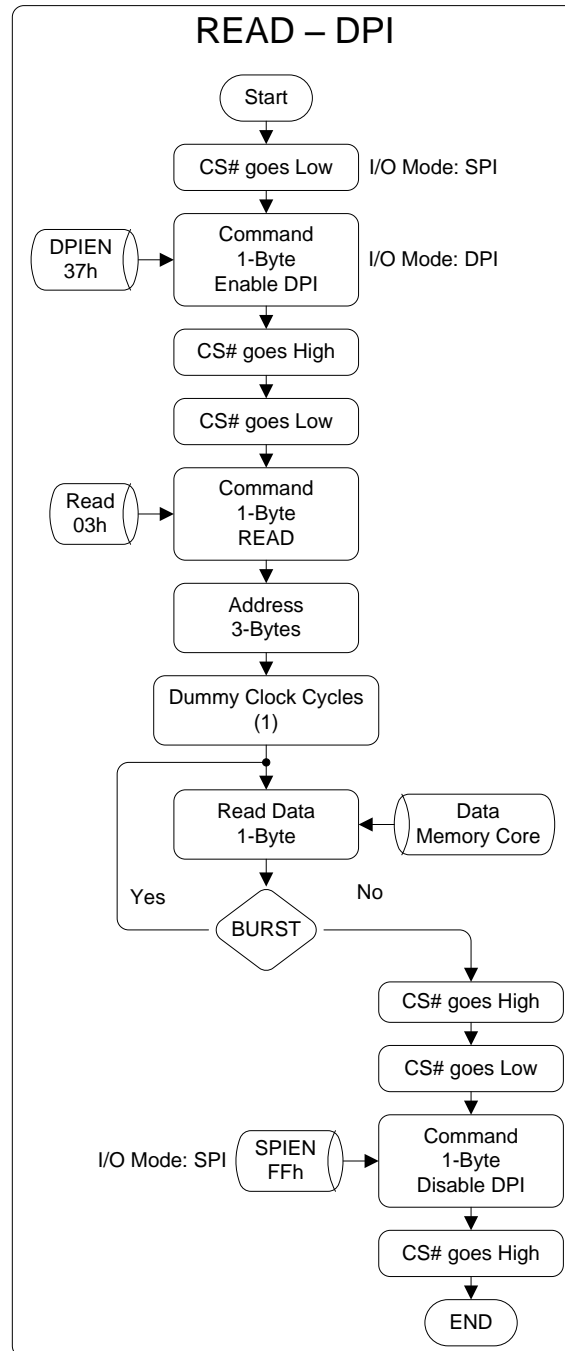 READ – DPI
Start
CS# goes Low
I/O Mode: SPI
DPIEN
37h
Command
1-Byte
Enable DPI
I/O Mode: DPI
CS# goes High
CS# goes Low
Read
03h
Command
1-Byte
READ
Address
3-Bytes
Dummy Clock Cycles
(1)
Read Data
1-Byte
Data
Memory Core
Yes
No
BURST
CS# goes High
CS# goes Low
I/O Mode: SPI
SPIEN
FFh
Command
1-Byte
Disable DPI
CS# goes High
END